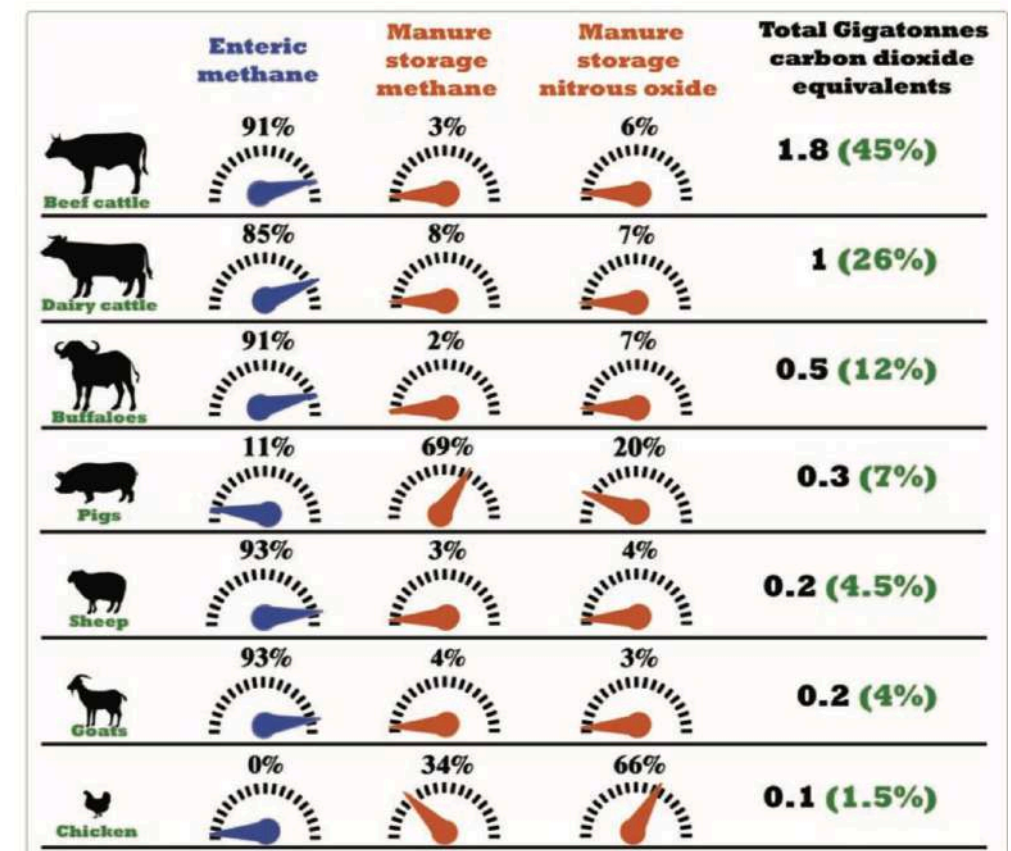 Enteric
methane
Manure
storage
methane
Manure
storage
nitrous oxide
Total Gigatonnes
carbon dioxide
equivalents
91% 3% 6%
1.8 (45%)
Beef cattle
85% 8% 7%
1 (26%)
Dairy cattle
91% 2% 7%
0.5 (12%)
Buffaloes
11% 69% 20%
0.3 (7%)
Pigs
93% 3% 4%
0.2 (4.5%)
Sheep
93% 4% 3%
0.2 (4%)
Goats
0% 34% 66%
0.1 (1.5%)
Chicken